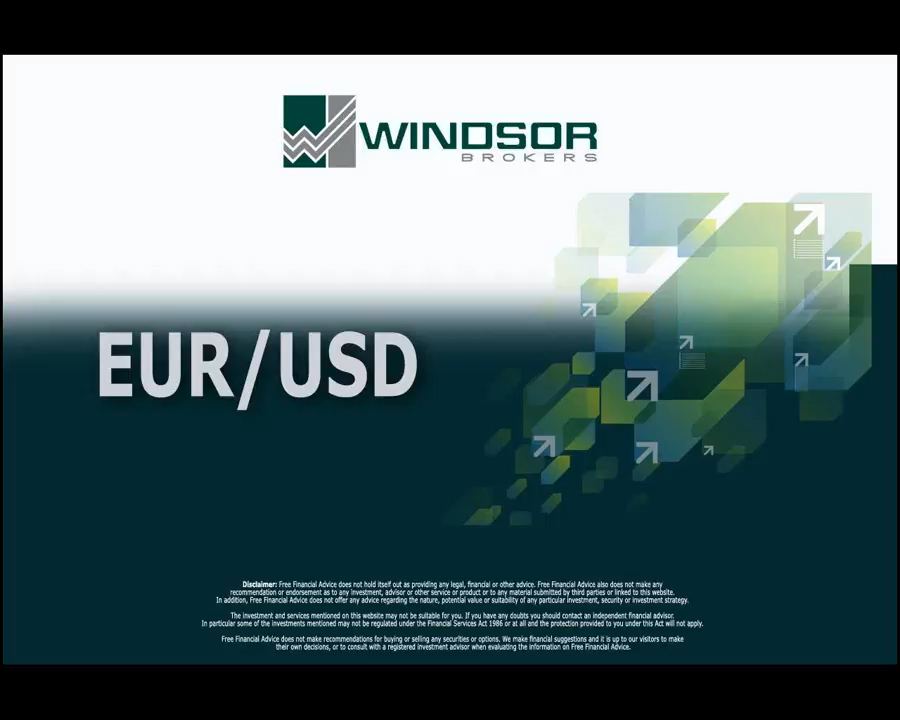 WINDSOR
BROKERS
EUR/USD
Disclaimer: Free Financial Advice does not hold itself out as providing any legal, financial or other advice. Free Financial Advice also does not make any
recommendation or endorsement as to any investment, advisor or other service or product or to any material submitted by third parties or linked to this website.
In addition, Free Financial Advice does not offer any advice regarding the nature, potential value or suitability of any particular investment, security or investment strategy.
The investment and services mentioned on this website may not be suitable for you. If you have any doubts you should contact an independent financial advisor.
In particular some of the investments mentioned may not be regulated under the Financial Services Act 1986 or at all and the protection provided to you under this Act will not apply.
Free Financial Advice does not make recommendations for buying or selling any securities or options. We make financial suggestions and it is up to our visitors to make
their own decisions, or to consult with a registered investment advisor when evaluating the information on Free Financial Advice.